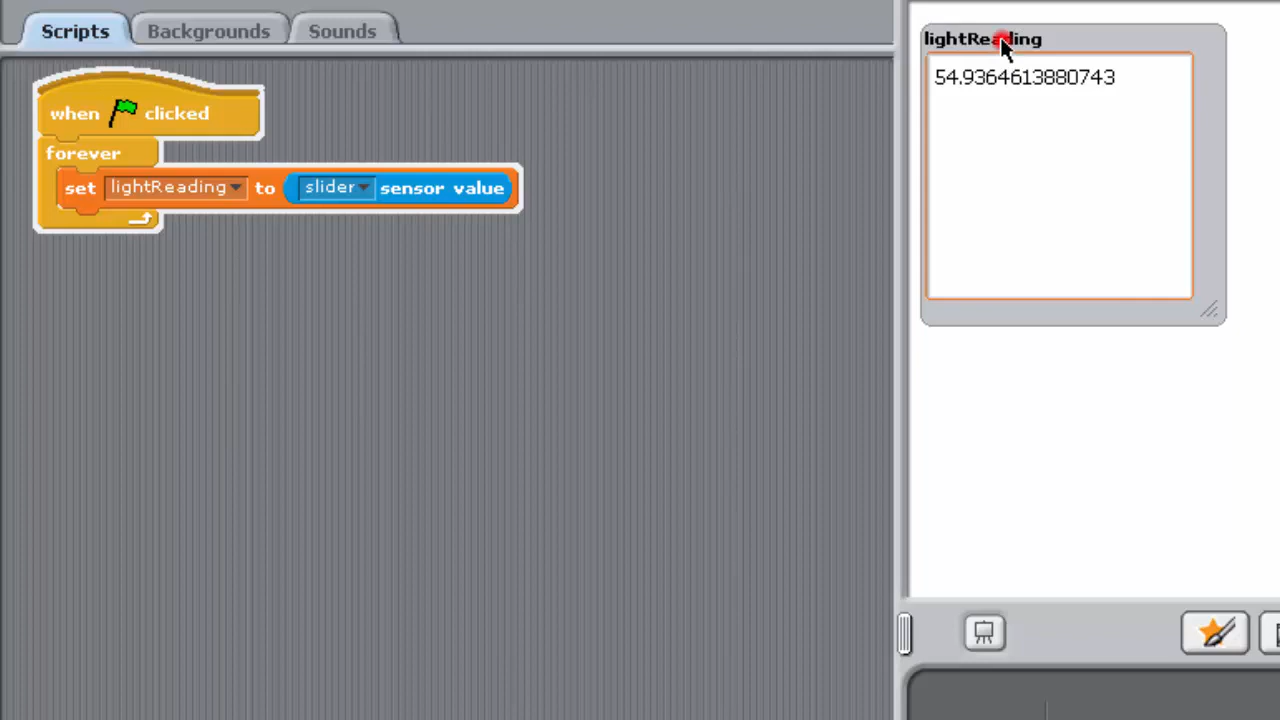 Scripts Backgrounds Sounds
when clicked
forever
set lightReading to slider sensor value
lightReading
54.9364613880743